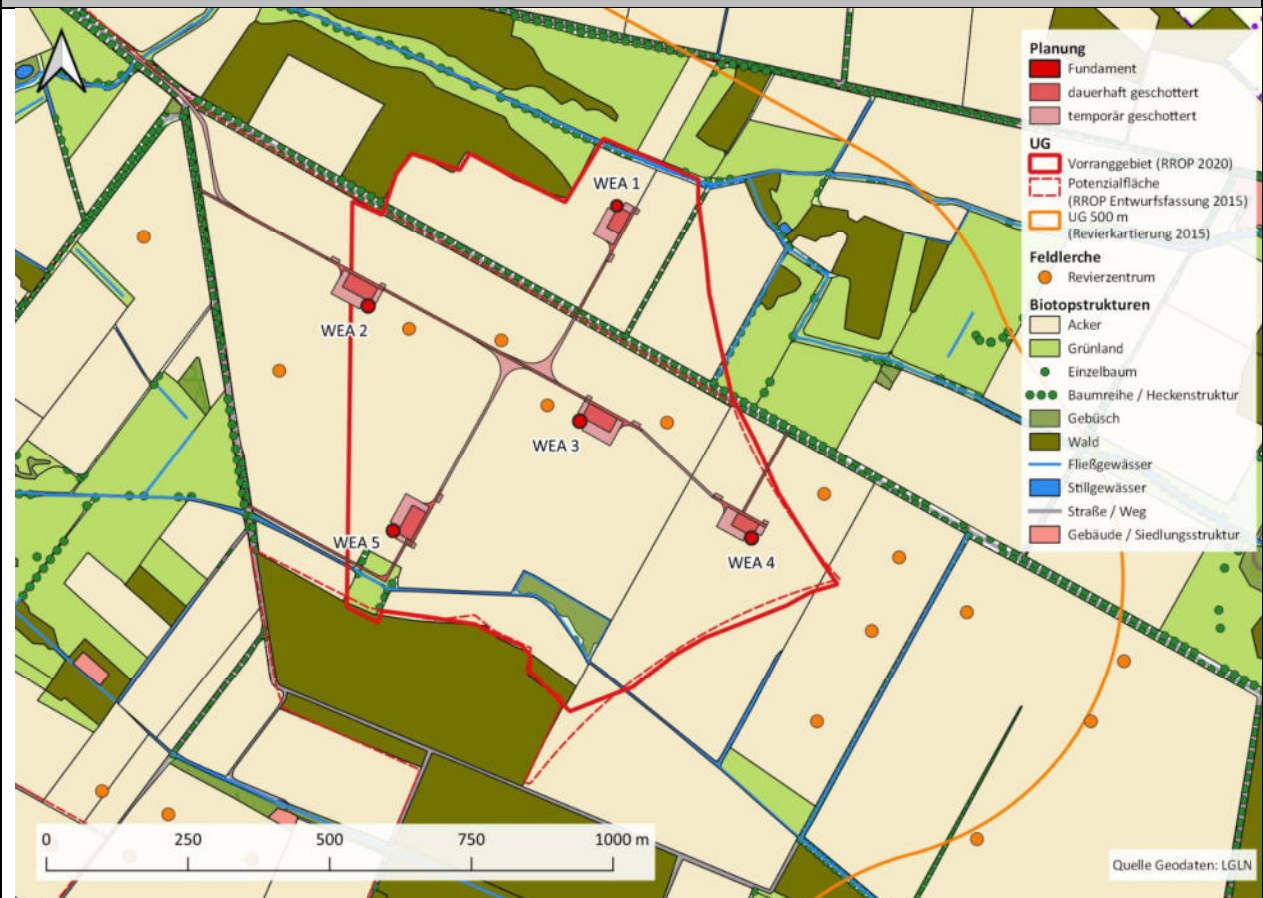 Planung
Fundament
dauerhaft geschottert
temporär geschottert
UG
Vorranggebiet (RROP 2020)
Potenzialfläche
(RROP Entwurfsfassung 2015)
UG 500 m
(Revierkartierung 2015)
Feldlerche
Revierzentrum
Biotopstrukturen
Acker
Grünland
Einzelbaum
Baumreihe / Heckenstruktur
Gebüsch
Wald
Fließgewässer
Stillgewässer
Straße / Weg
Gebäude / Siedlungsstruktur
WEA 1
WEA 2
WEA 3
WEA 5
WEA 4
0 250 500 750 1000 m
Quelle Geodaten: LGLN